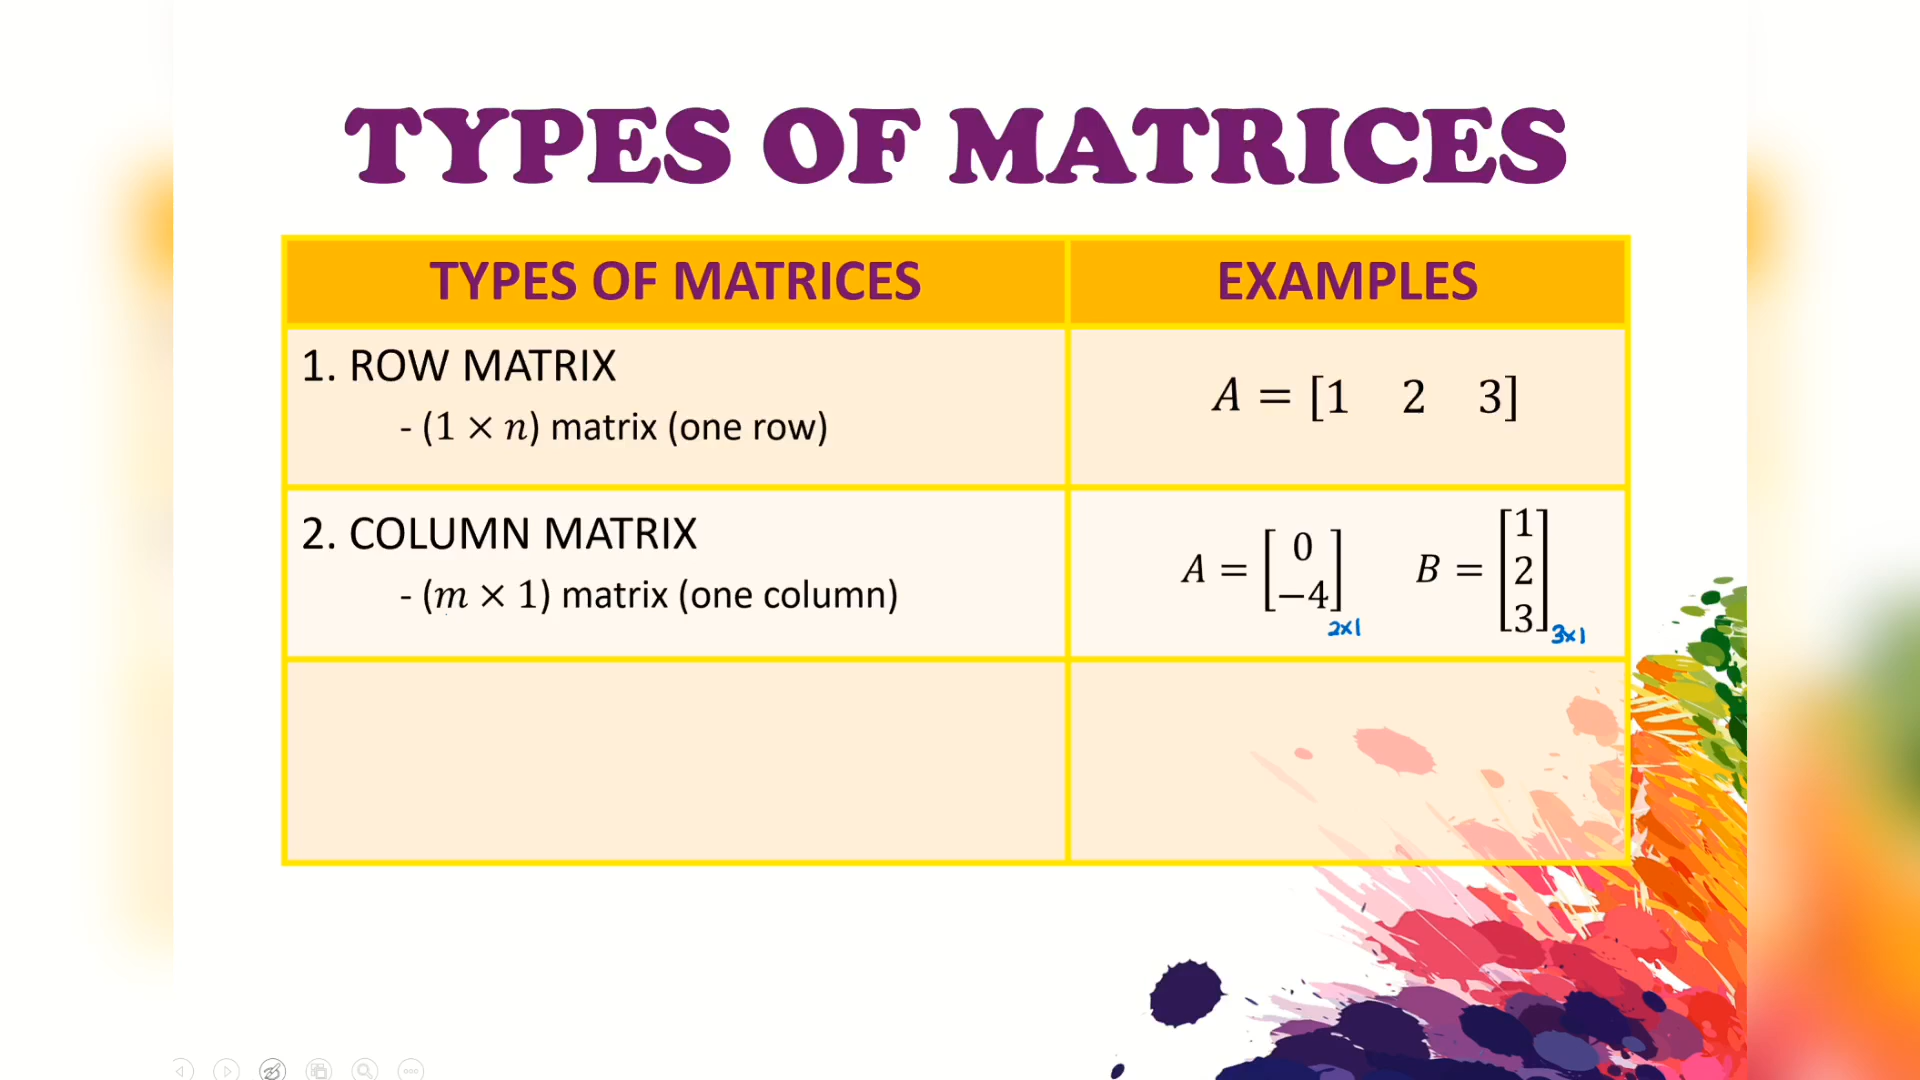 TYPES OF MATRICES
TYPES OF MATRICES
EXAMPLES
1. ROW MATRIX
- (1 × n) matrix (one row)
A = [1 2 3]
2. COLUMN MATRIX
- (m × 1) matrix (one column)
A = [0
−4]
2x1
B = [1
2
3]
3x1